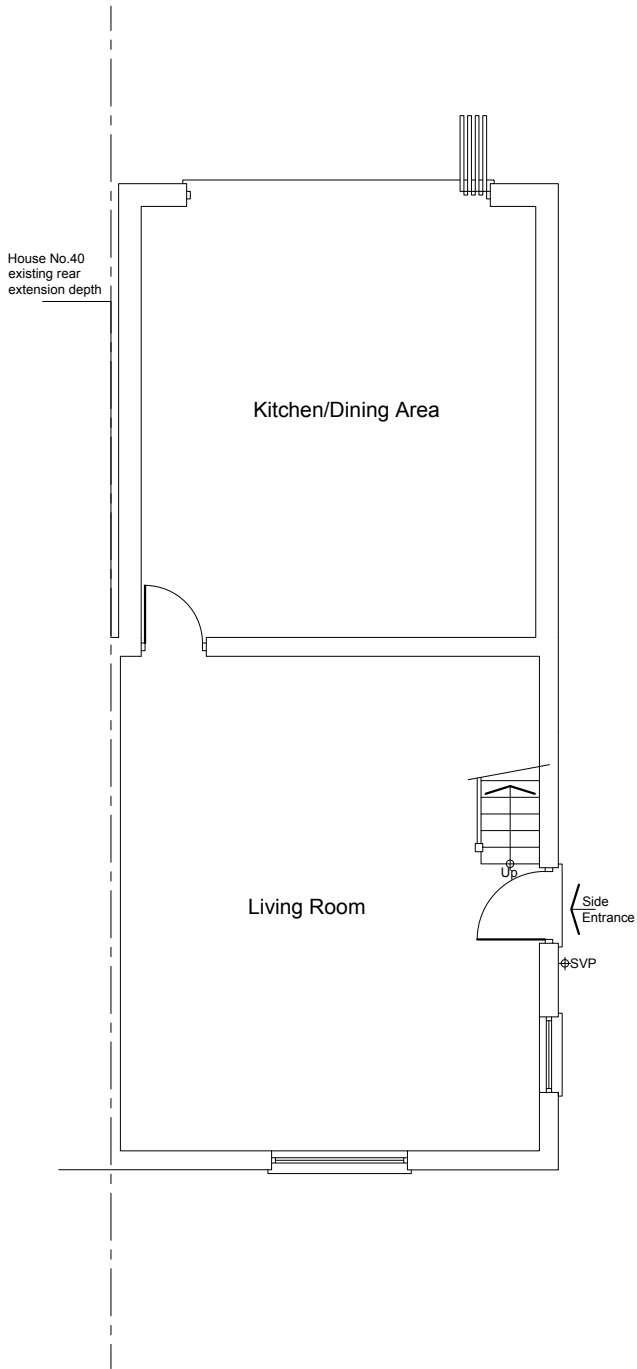 House No.40
existing rear
extension depth
Kitchen/Dining Area
Up
Living Room
Side
Entrance
SVP